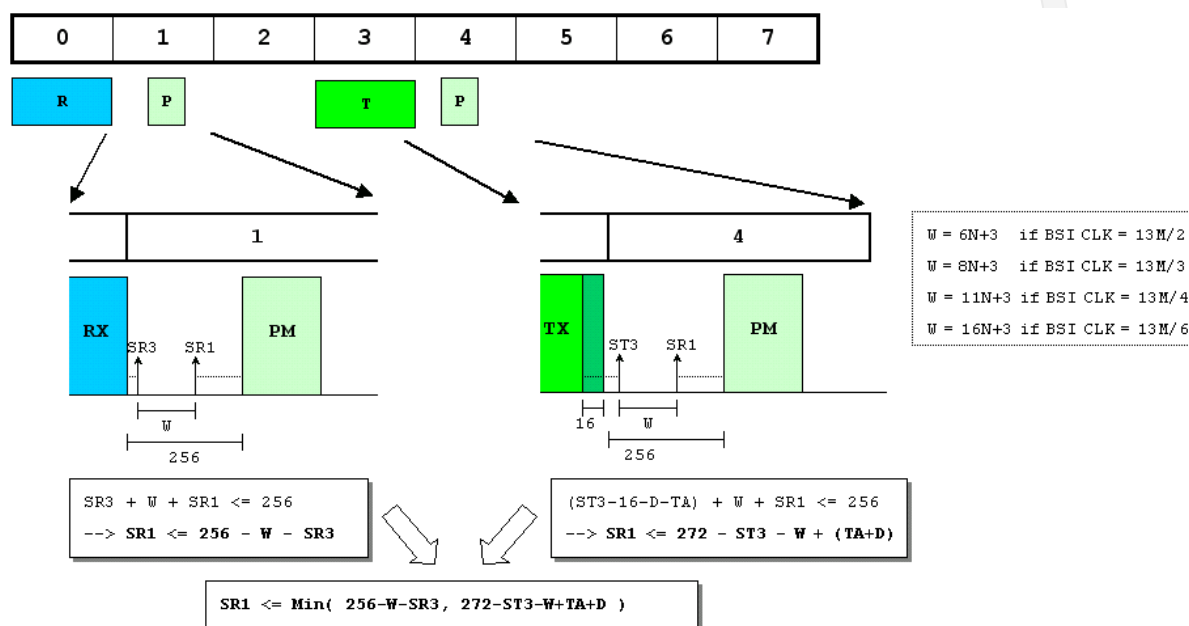 0 1 2 3 4 5 6 7
R P T P
1 4
W = 6N+3 if BSI CLK = 13M/2
W = 8N+3 if BSI CLK = 13M/3
W = 11N+3 if BSI CLK = 13M/4
W = 16N+3 if BSI CLK = 13M/6
RX PM TX PM
SR3 SR1 ST3 SR1
W 16 W
256 256
SR3 + W + SR1 <= 256
--> SR1 <= 256 - W - SR3
(ST3-16-D-TA) + W + SR1 <= 256
--> SR1 <= 272 - ST3 - W + (TA+D)
SR1 <= Min( 256-W-SR3, 272-ST3-W+TA+D )